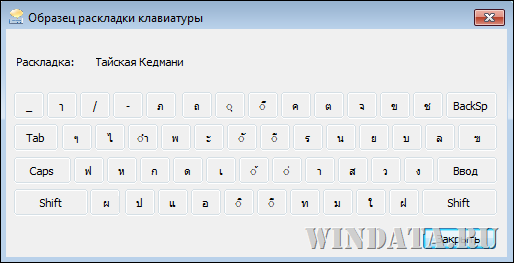 Образец раскладки клавиатуры
Раскладка: Тайская Кедмани
_ ๅ / - ภ ถ ◌ุ ◌ึ ค ต จ ข ช BackSp
Tab ๆ ไ ◌ำ พ ะ ◌ั ◌ี ร น ย บ ล ฃ
Caps ฟ ห ก ด เ ◌้ ◌่ า ส ว ง Ввод
Shift ผ ป แ อ ◌ิ ◌ื ท ม ใ ฝ Shift
Закрыть
WINDATA.RU